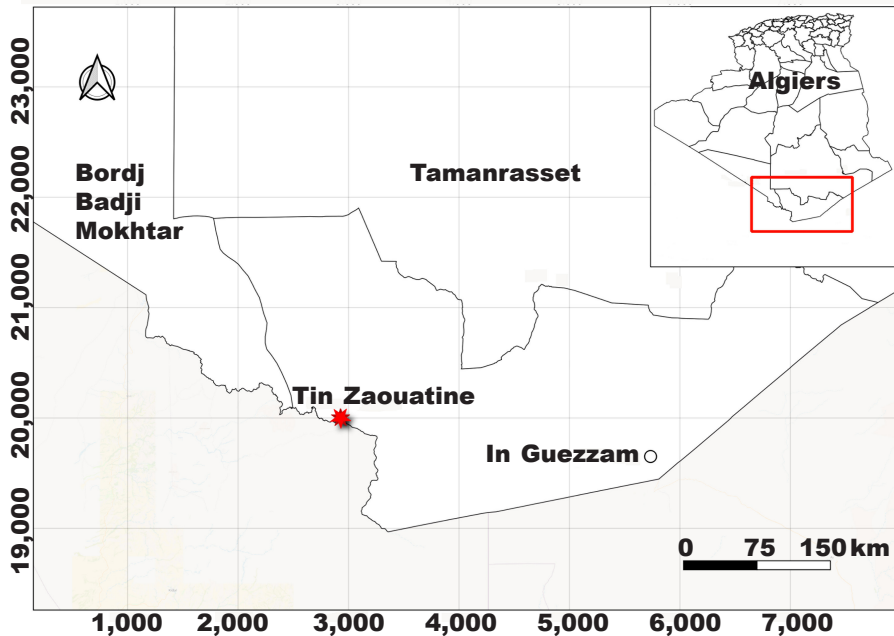 23,000
22,000
21,000
20,000
19,000
Algiers
Bordj
Badji
Mokhtar
Tamanrasset
Tin Zaouatine
In Guezzam
0 75 150 km
1,000 2,000 3,000 4,000 5,000 6,000 7,000